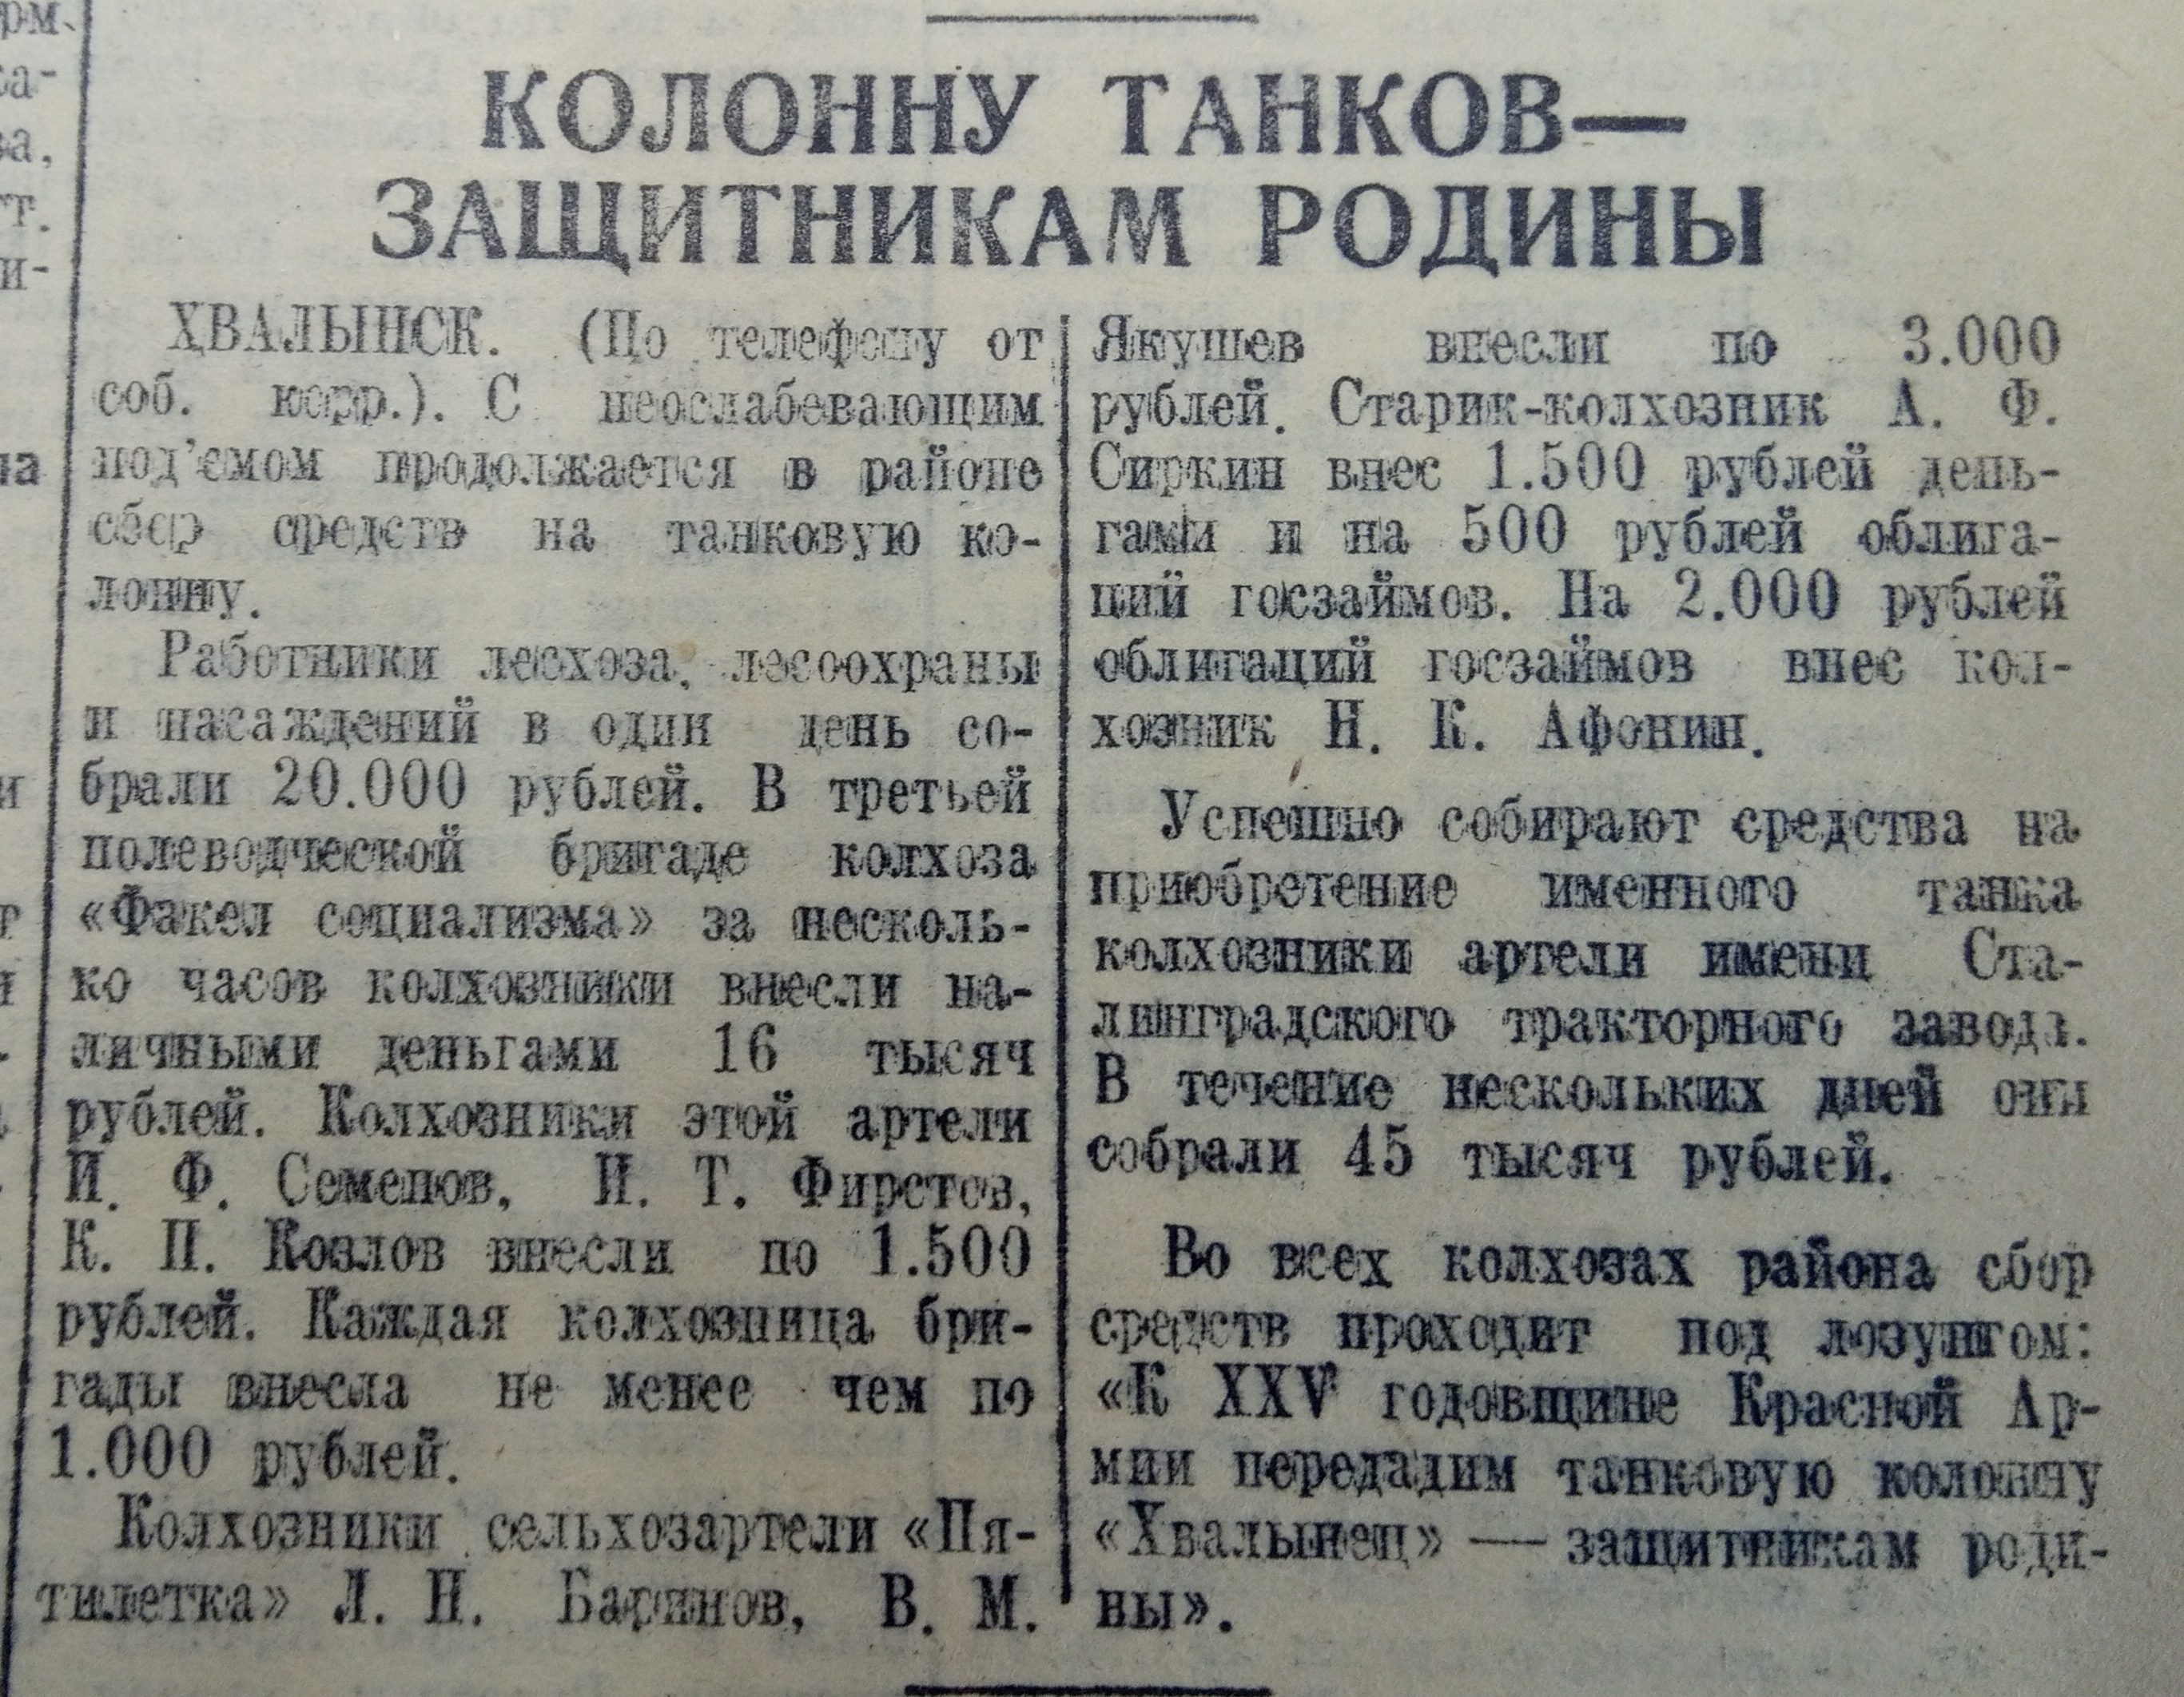 КОЛОННУ ТАНКОВ—
ЗАЩИТНИКАМ РОДИНЫ
ХВАЛЫНСК. (По телефону от
соб. корр.). С неослабевающим
под'емом продолжается в районе
сбор средств на танковую ко-
лонну.
Работники лесхоза, лесоохраны
и насаждений в один день со-
брали 20.000 рублей. В третьей
полеводческой бригаде колхоза
«Факел социализма» за несколь-
ко часов колхозники внесли на-
личными деньгами 16 тысяч
рублей. Колхозники этой артели
И. Ф. Семенов, И. Т. Фирстов,
К. П. Козлов внесли по 1.500
рублей. Каждая колхозница бри-
гады внесла не менее чем по
1.000 рублей.
Колхозники сельхозартели «Пя-
тилетка» Л. Н. Баринов, В. М.
Якушев внесли по 3.000
рублей. Старик-колхозник А. Ф.
Сиркин внес 1.500 рублей день-
гами и на 500 рублей облига-
ций госзаймов. На 2.000 рублей
облигаций госзаймов внес кол-
хозник Н. К. Афонин.
Успешно собирают средства на
приобретение именного танка
колхозники артели имени Ста-
линградского тракторного завода.
В течение нескольких дней они
собрали 45 тысяч рублей.
Во всех колхозах района сбор
средств проходит под лозунгом:
«К XXV годовщине Красной Ар-
мии передадим танковую колонну
«Хвалынец» — защитникам роди-
ны».